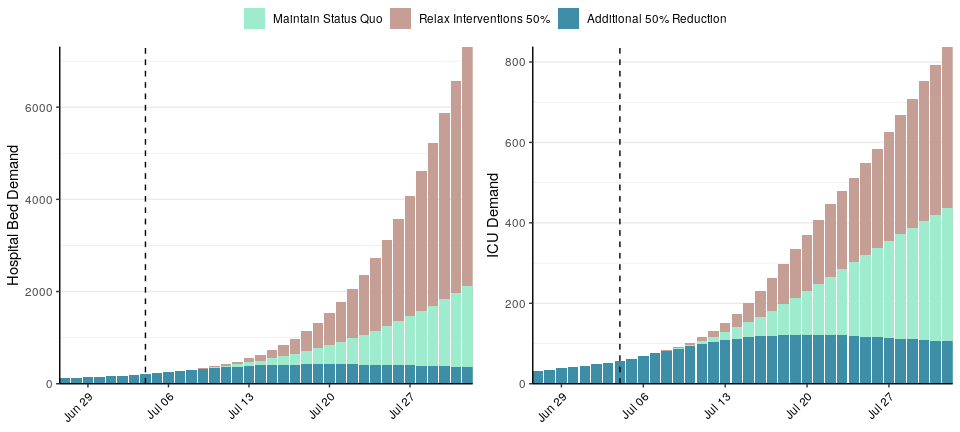 Maintain Status Quo Relax Interventions 50% Additional 50% Reduction
Hospital Bed Demand
6000
4000
2000
0
Jun 29 Jul 06 Jul 13 Jul 20 Jul 27
ICU Demand
800
600
400
200
0
Jun 29 Jul 06 Jul 13 Jul 20 Jul 27